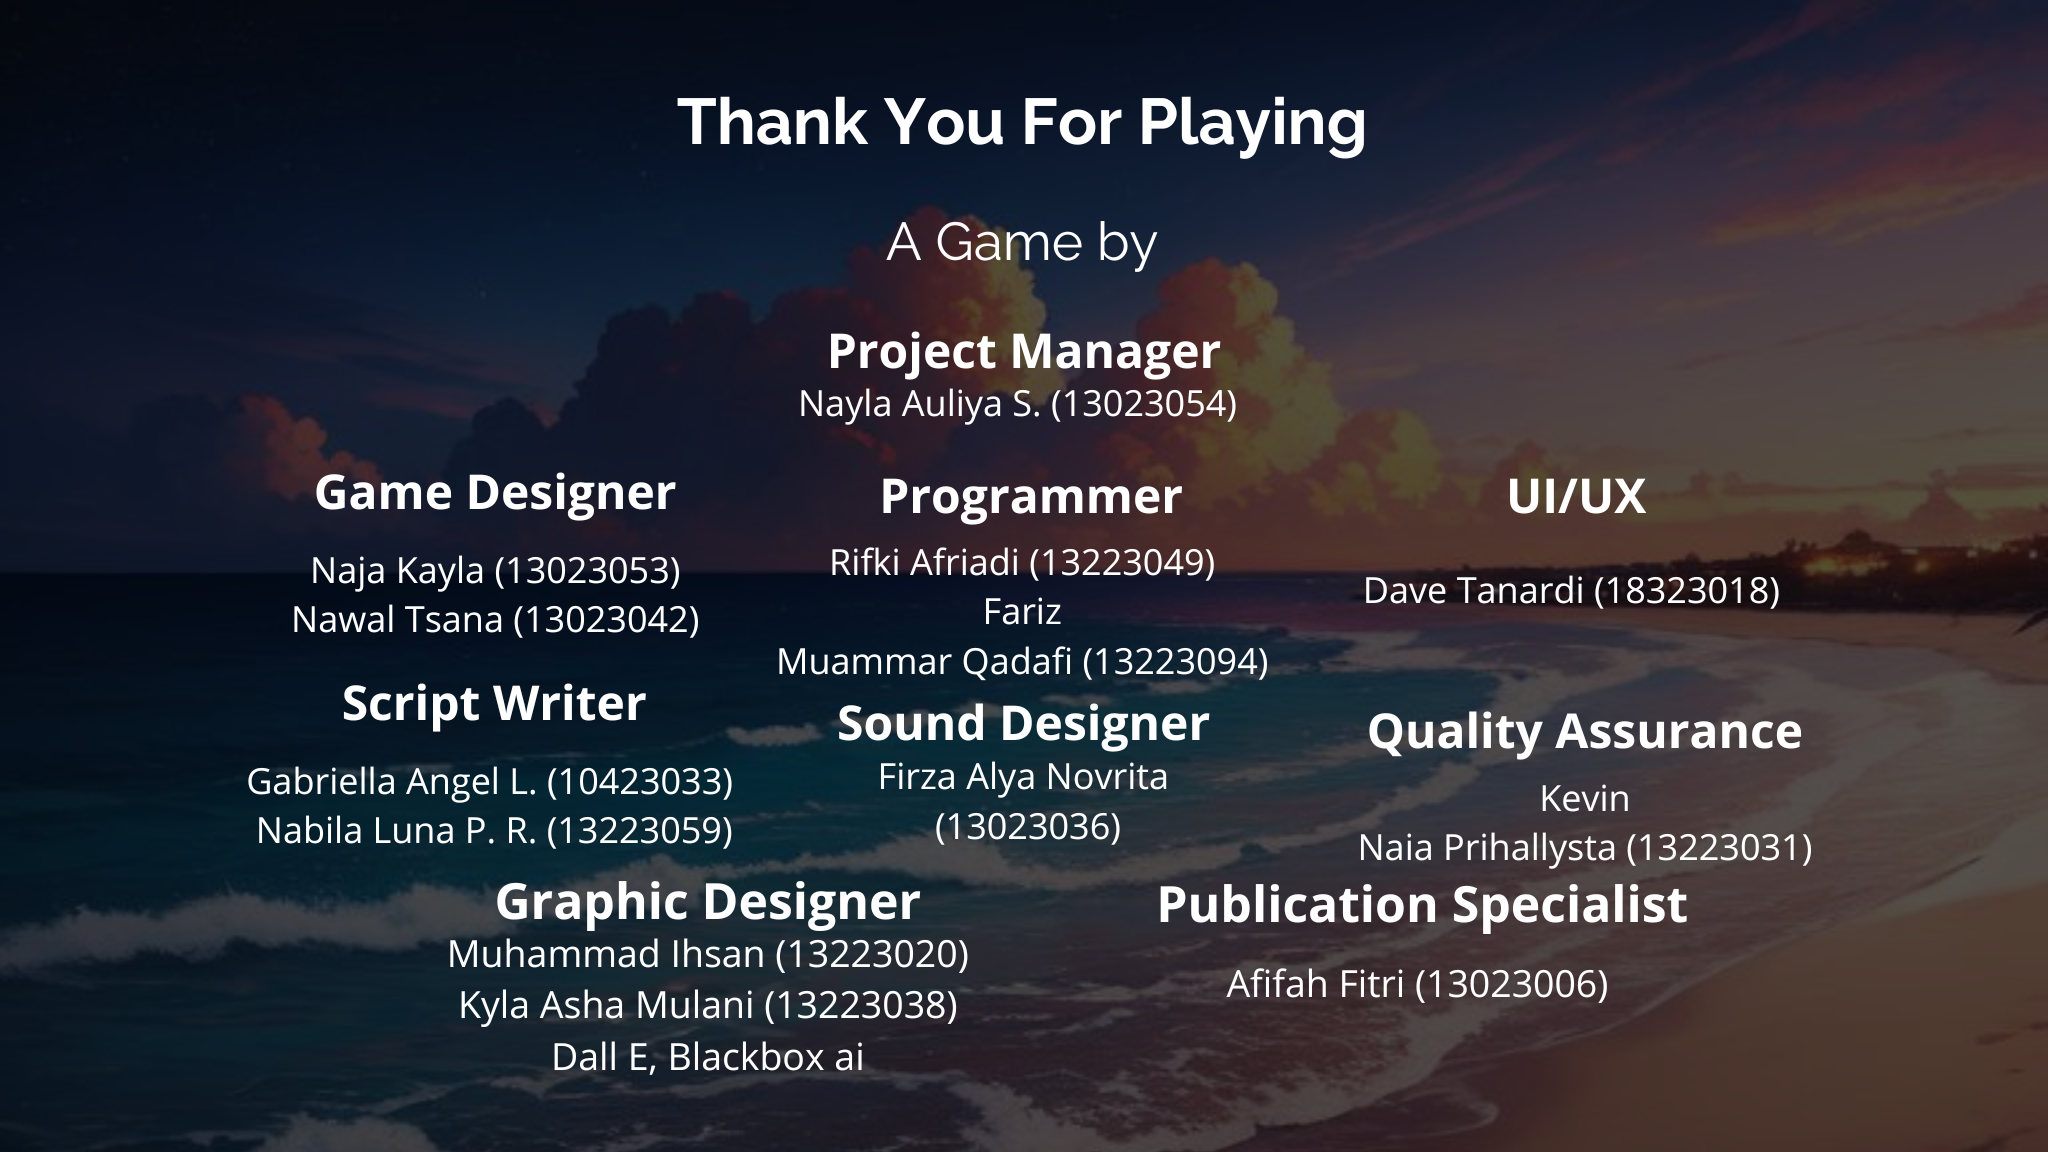 Thank You For Playing
A Game by
Project Manager
Nayla Auliya S. (13023054)
Game Designer
Naja Kayla (13023053)
Nawal Tsana (13023042)
Programmer
Rifki Afriadi (13223049)
Fariz
Muammar Qadafi (13223094)
UI/UX
Dave Tanardi (18323018)
Script Writer
Gabriella Angel L. (10423033)
Nabila Luna P. R. (13223059)
Sound Designer
Firza Alya Novrita
(13023036)
Quality Assurance
Kevin
Naia Prihallysta (13223031)
Graphic Designer
Muhammad Ihsan (13223020)
Kyla Asha Mulani (13223038)
Dall E, Blackbox ai
Publication Specialist
Afifah Fitri (13023006)